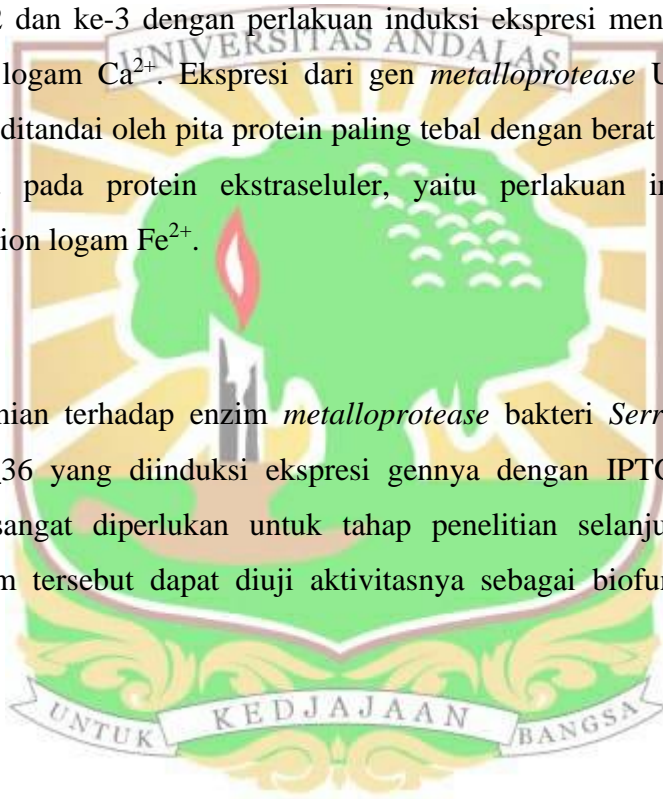 2 dan ke-3 dengan perlakuan induksi ekspresi men
UNIVERSITAS ANDALAS
logam Ca²⁺. Ekspresi dari gen metalloprotease U
ditandai oleh pita protein paling tebal dengan berat
pada protein ekstraseluler, yaitu perlakuan in
ion logam Fe²⁺.
nian terhadap enzim metalloprotease bakteri Serr
36 yang diinduksi ekspresi gennya dengan IPTG
sangat diperlukan untuk tahap penelitian selanju
m tersebut dapat diuji aktivitasnya sebagai biofu
UNTUK KEDJAJAAN BANGSA